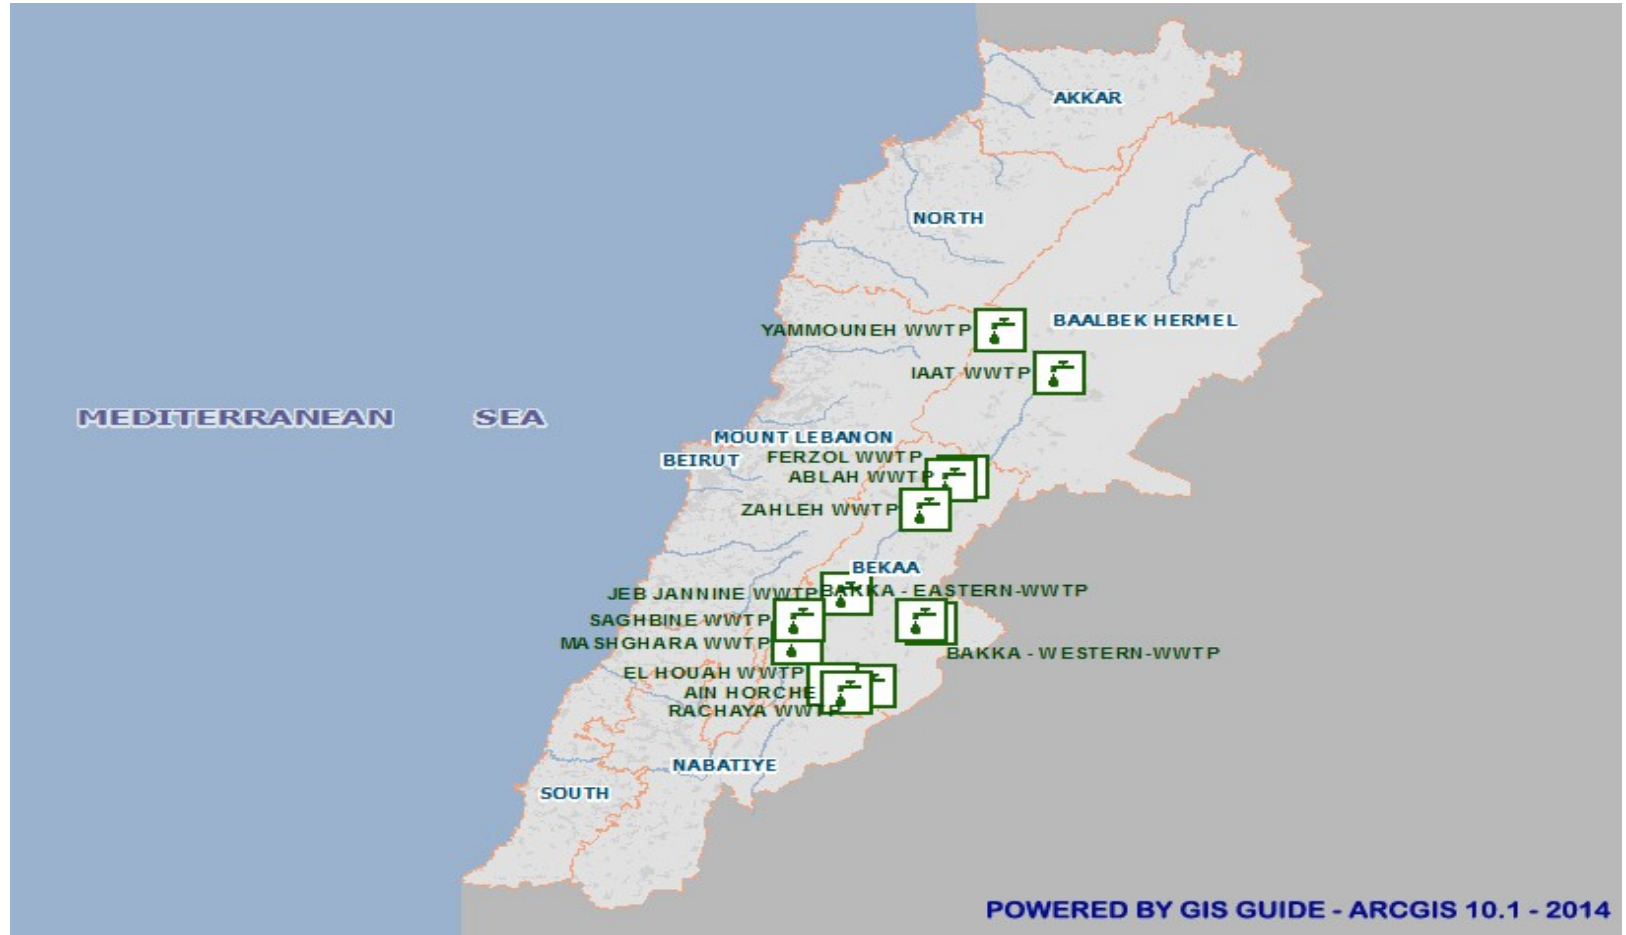 AKKAR
NORTH
BAALBEK HERMEL
YAMMOUNEH WWTP
IAAT WWTP
MEDITERRANEAN SEA
MOUNT LEBANON
BEIRUT
FERZOL WWTP
ABLAH WWTP
ZAHLEH WWTP
BEKAA
JEB JANNINE WWTP
BAKKA - EASTERN-WWTP
SAGHBINE WWTP
MASHGHARA WWTP
BAKKA - WESTERN-WWTP
EL HOUAH WWTP
AIN HORCHE
RACHAYA WWTP
NABATIYE
SOUTH
POWERED BY GIS GUIDE - ARCGIS 10.1 - 2014